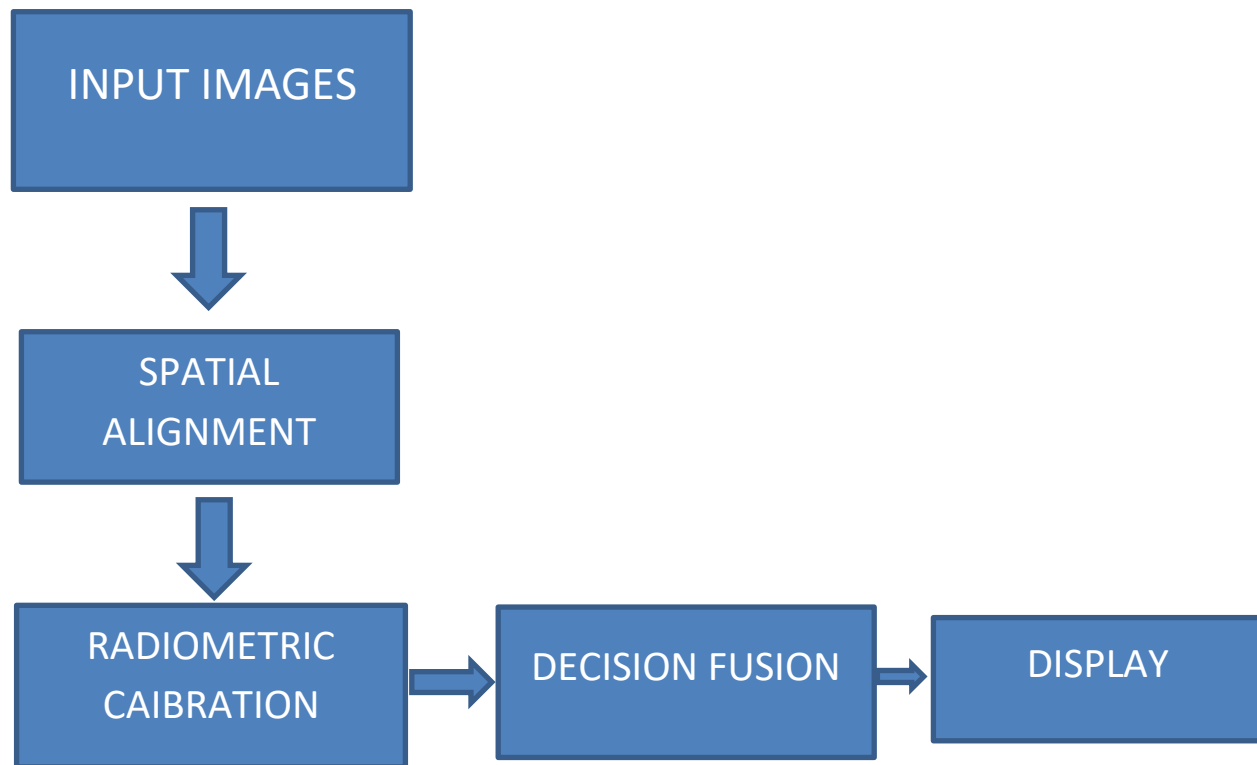 INPUT IMAGES
SPATIAL
ALIGNMENT
RADIOMETRIC
CAIBRATION
DECISION FUSION
DISPLAY